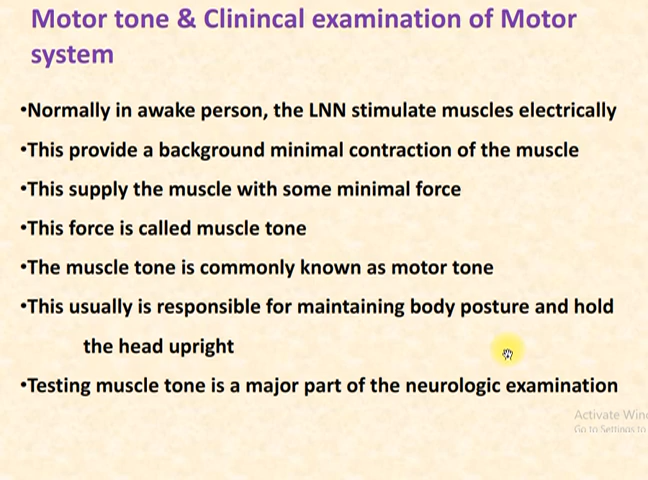 Motor tone & Clinincal examination of Motor
system
•Normally in awake person, the LNN stimulate muscles electrically
•This provide a background minimal contraction of the muscle
•This supply the muscle with some minimal force
•This force is called muscle tone
•The muscle tone is commonly known as motor tone
•This usually is responsible for maintaining body posture and hold
the head upright
•Testing muscle tone is a major part of the neurologic examination
Activate Win
Go to Settings to